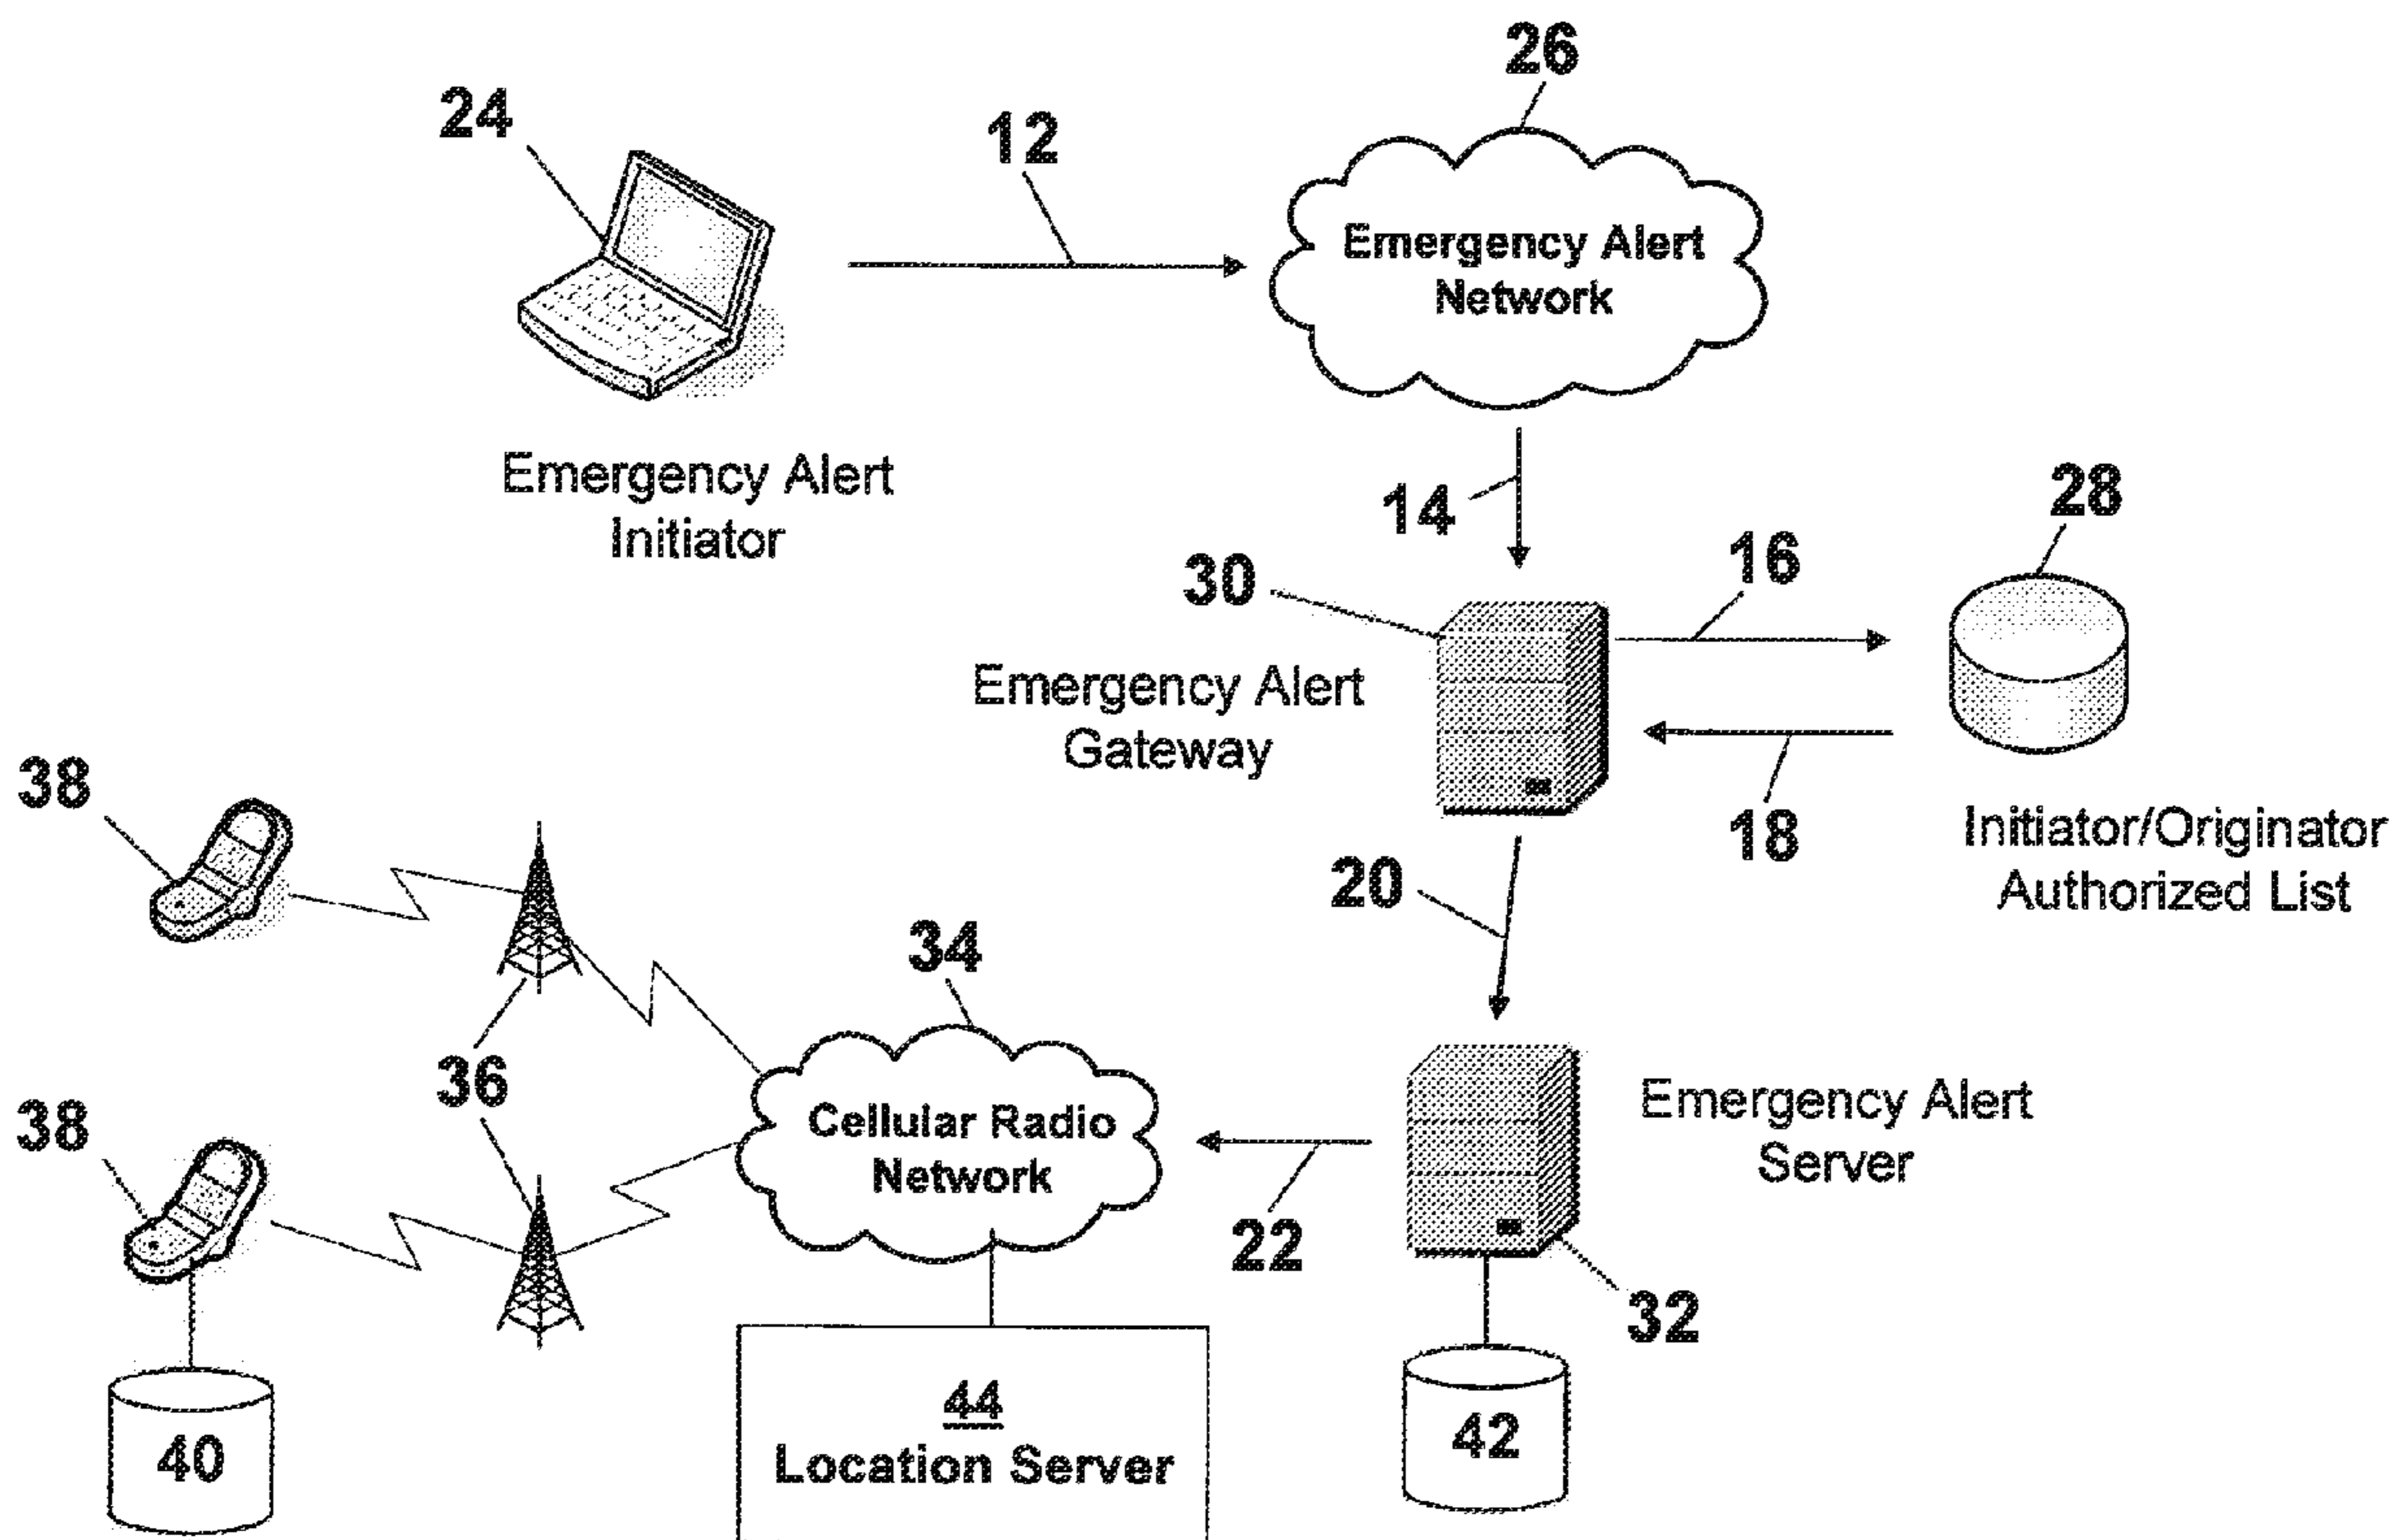 26
24
12
Emergency Alert
Network
Emergency Alert
Initiator
14
28
16
30
Emergency Alert
Gateway
18
Initiator/Originator
Authorized List
38
20
34
36
Cellular Radio
Network
Emergency Alert
Server
38
22
32
40
44
Location Server
42